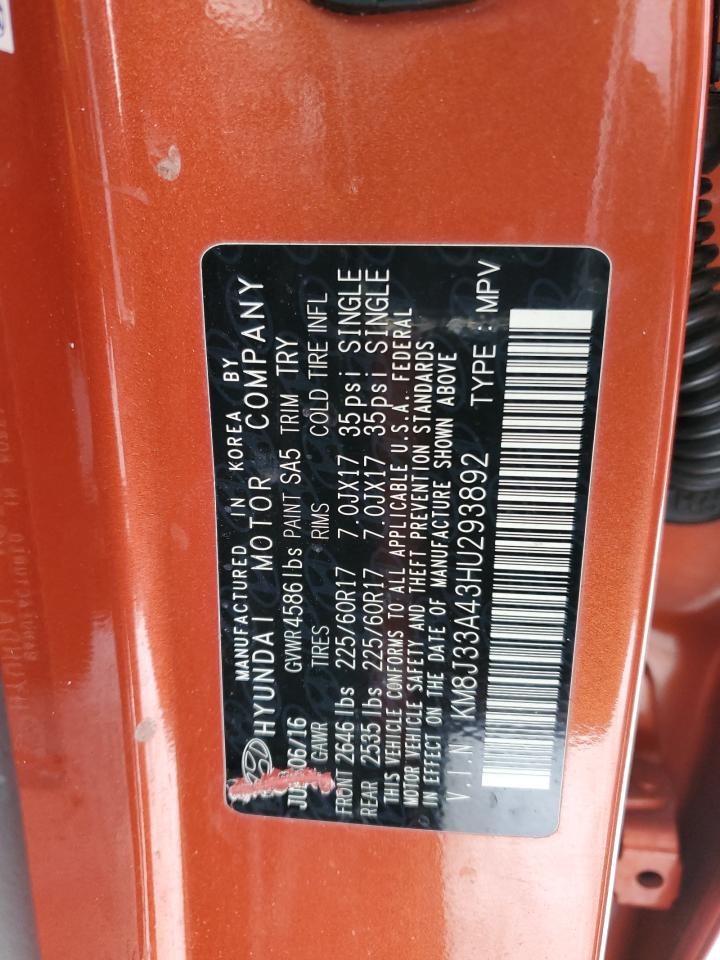 MANUFACTURED IN KOREA BY
HYUNDAI MOTOR COMPANY
06/16 GVWR 4586 lbs PAINT SA5 TRIM TRY
GAWR TIRES RIMS COLD TIRE INFL
FRONT 2646 lbs 225/60R17 7.0JX17 35psi SINGLE
REAR 2535 lbs 225/60R17 7.0JX17 35psi SINGLE
THIS VEHICLE CONFORMS TO ALL APPLICABLE U.S.A. FEDERAL
MOTOR VEHICLE SAFETY AND THEFT PREVENTION STANDARDS
IN EFFECT ON THE DATE OF MANUFACTURE SHOWN ABOVE
V.I.N KM8J33A43HU293892 TYPE : MPV